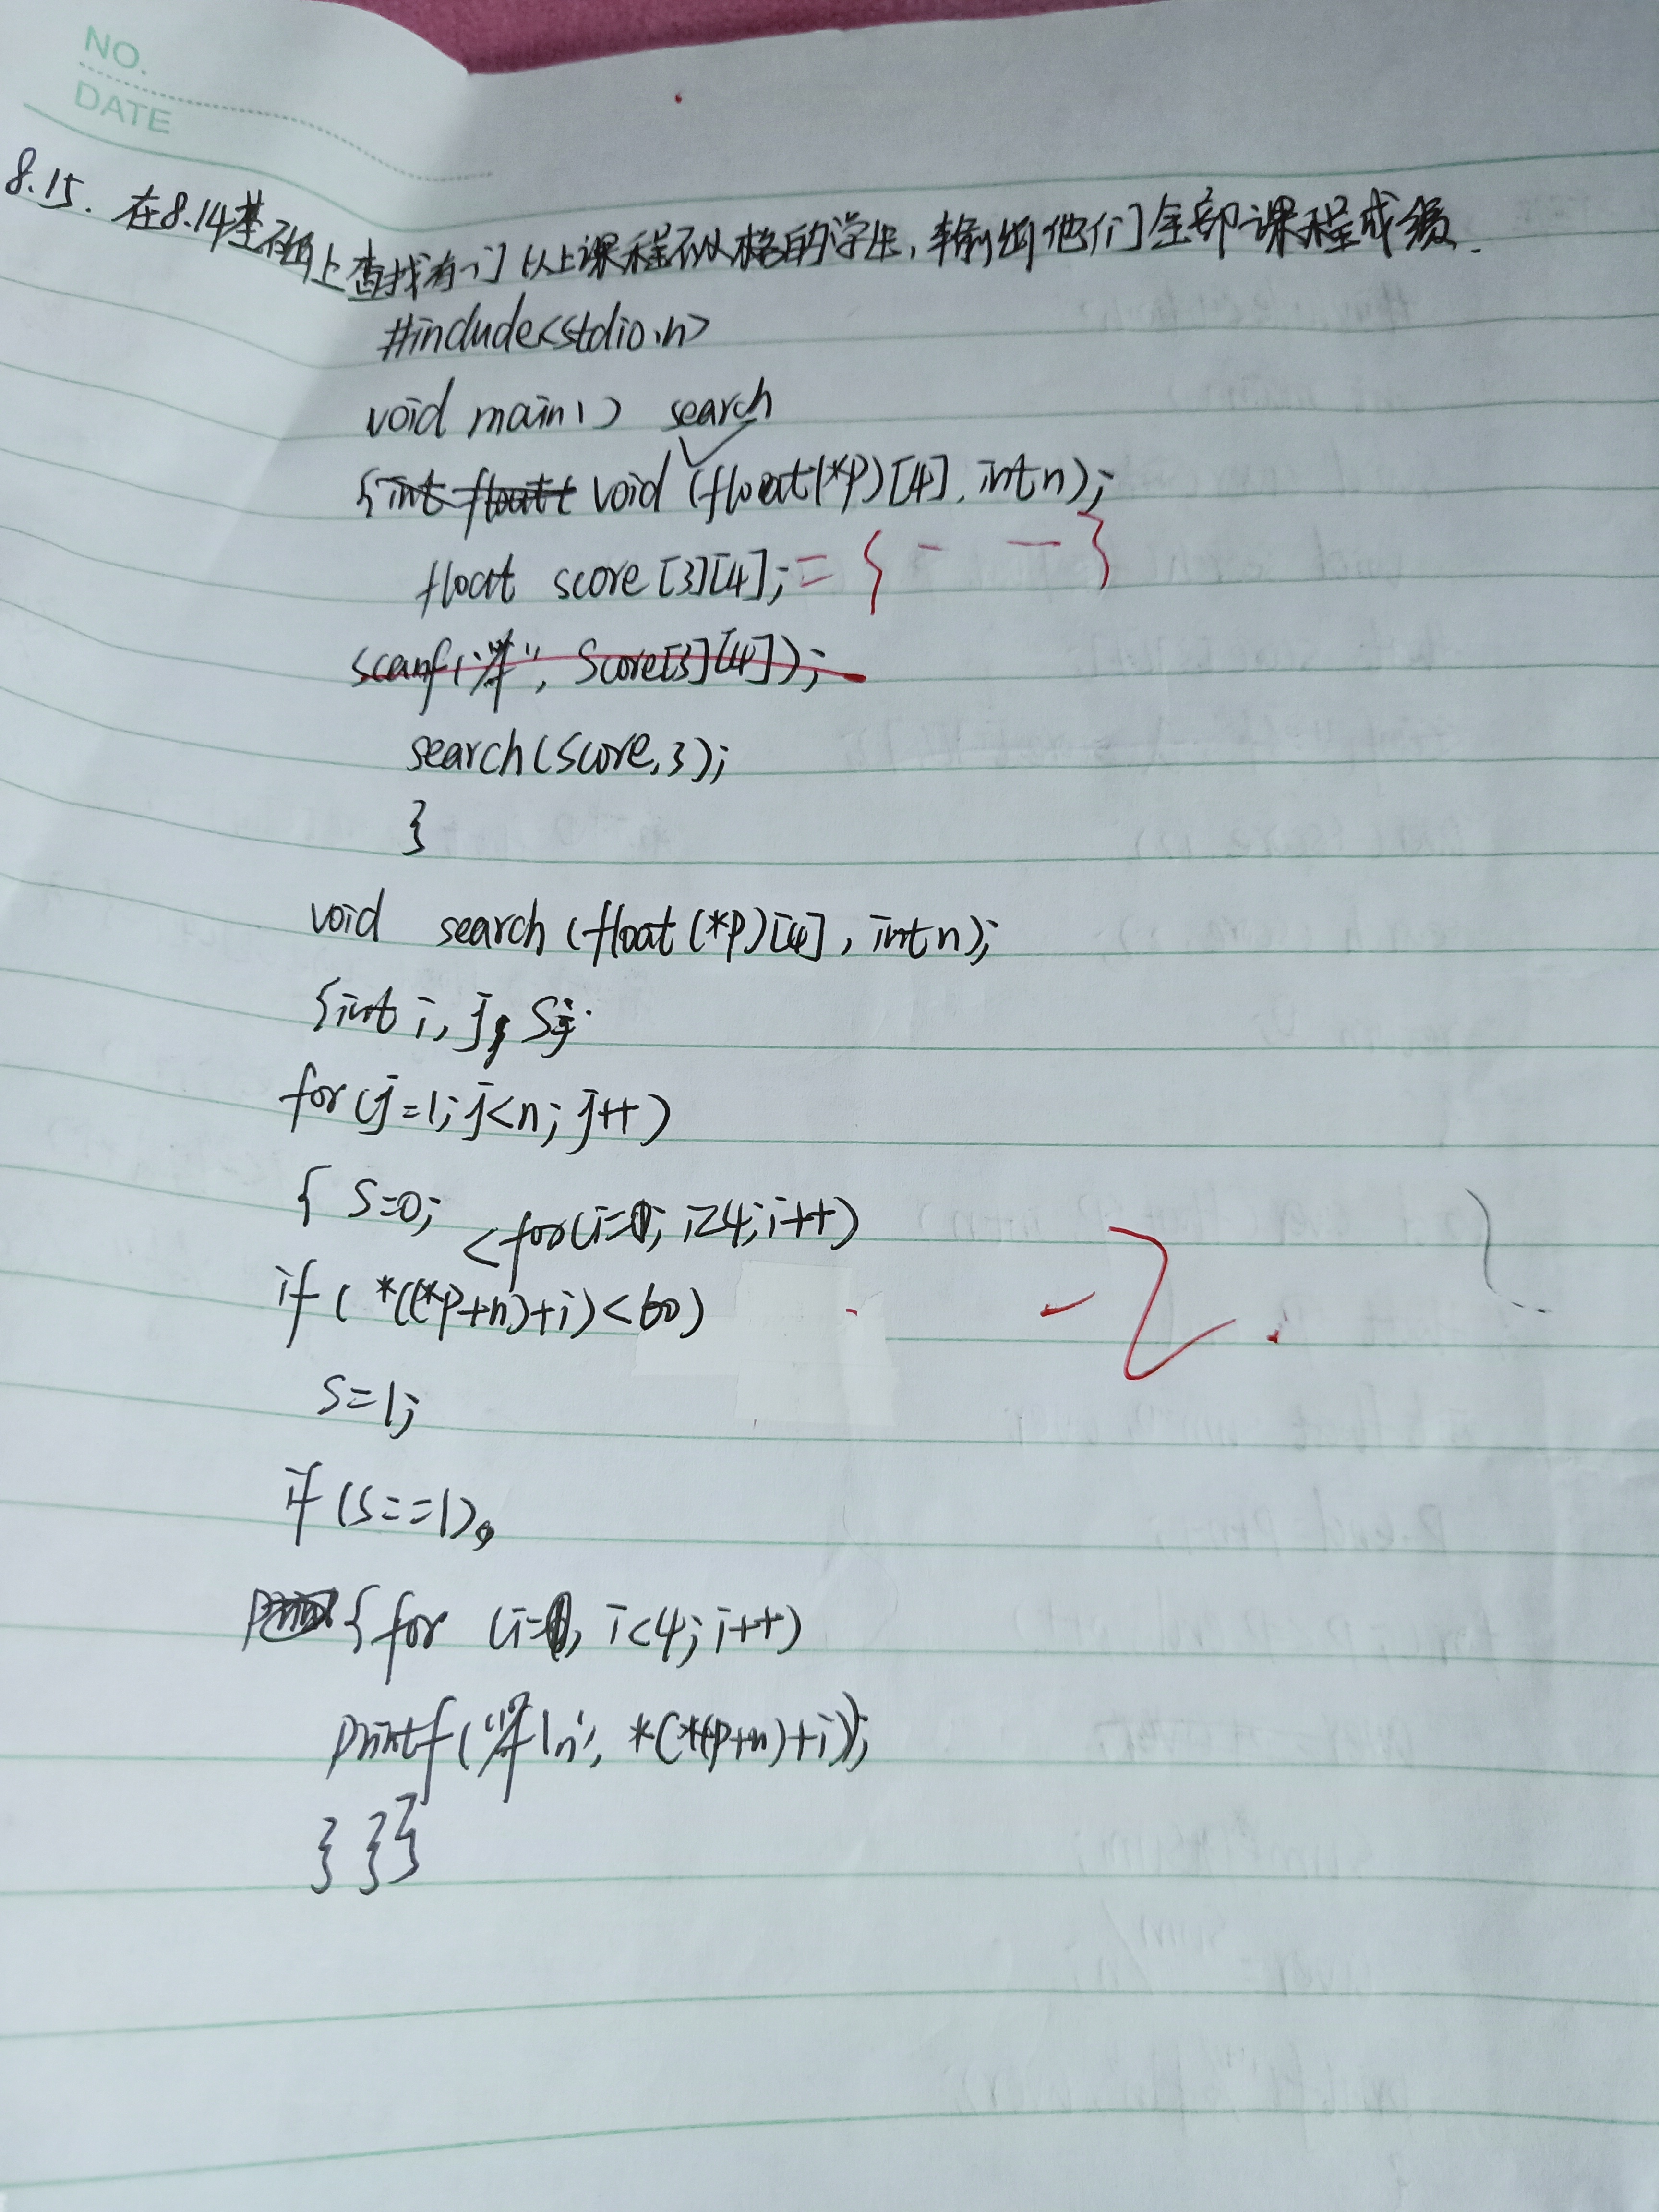 NO.
DATE
8.15. 在8.14基础上查找有一门以上课程不及格的学生,输出他们全部课程成绩.
#include<stdio.h>
void main()
search
{int float( void (float(*p)[4], int n);
float score [3][4]; = { - - }
scanf("%f", Score[3][4]);
search(score,3);
}
void search (float (*p)[4], int n);
{int i, j, s;
for(j=1; j<n; j++)
{ s=0; <for(i=0; i≥4; i++)
if( *((*p+n)+i)<60)
s=1;
if (s==1)
{for (i=0, i<4; i++)
printf("%f\n", *(*(p+n)+i));
} } }